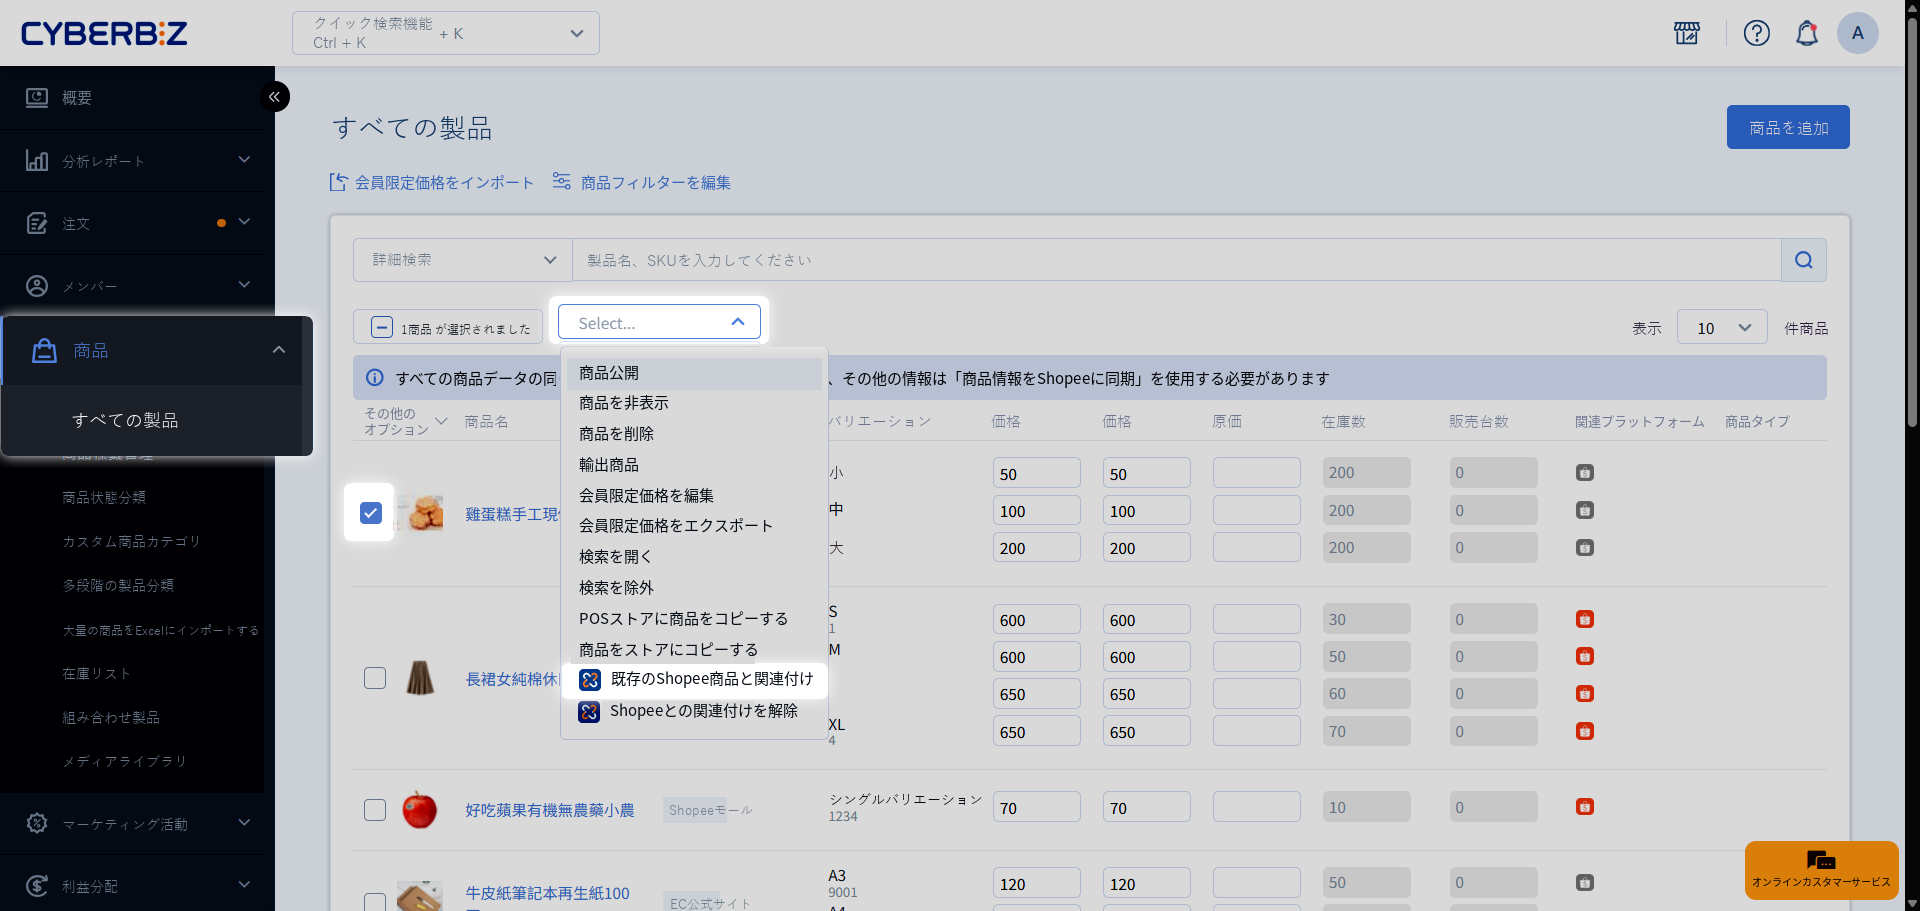 CYBERBIZ
クイック検索機能
Ctrl + K
+ K
A
概要
分析レポート
注文
メンバー
商品
すべての製品
商品状態分類
カスタム商品カテゴリ
多段階の製品分類
大量の商品をExcelにインポートする
在庫リスト
組み合わせ製品
メディアライブラリ
マーケティング活動
利益分配
すべての製品
商品を追加
会員限定価格をインポート
商品フィルターを編集
詳細検索
製品名、SKUを入力してください
1商品 が選択されました
Select...
表示
10
件商品
すべての商品データの同
、その他の情報は「商品情報をShopeeに同期」を使用する必要があります
その他の
オプション
商品名
バリエーション
価格
価格
原価
在庫数
販売台数
関連プラットフォーム
商品タイプ
商品公開
商品を非表示
商品を削除
輸出商品
会員限定価格を編集
会員限定価格をエクスポート
検索を開く
検索を除外
POSストアに商品をコピーする
商品をストアにコピーする
既存のShopee商品と関連付け
Shopeeとの関連付けを解除
雞蛋糕手工現
小
50
50
200
0
中
100
100
200
0
大
200
200
200
0
長裙女純棉休
S
1
600
600
30
0
M
600
600
50
0
650
650
60
0
XL
4
650
650
70
0
好吃蘋果有機無農藥小農
Shopeeモール
シングルバリエーション
1234
70
70
10
0
牛皮紙筆記本再生紙100
EC公式サイト
A3
9001
120
120
50
0
オンラインカスタマーサービス